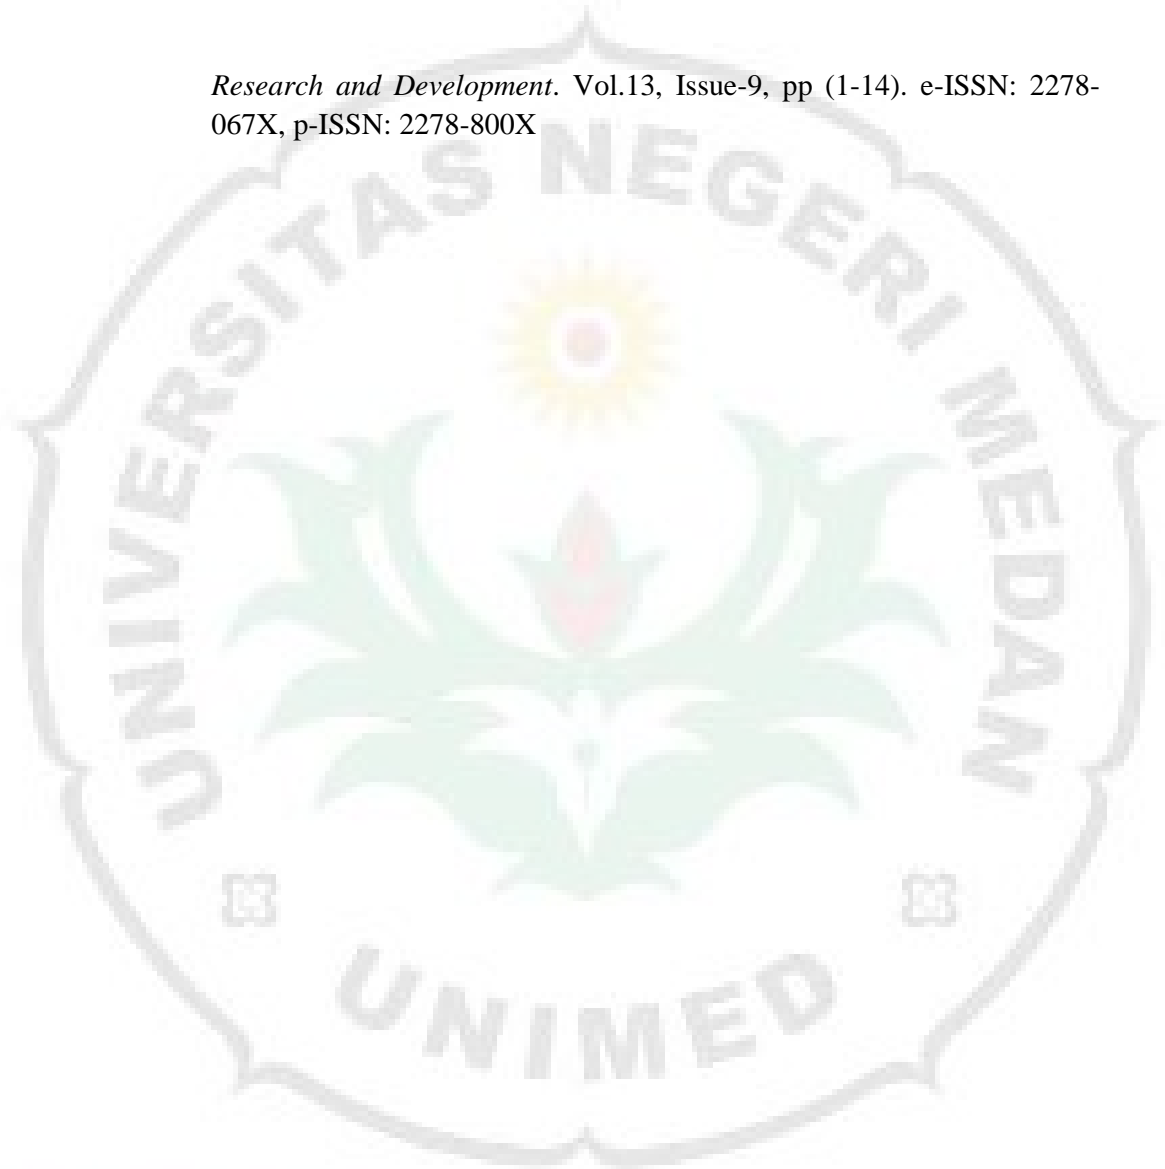 Research and Development. Vol.13, Issue-9, pp (1-14). e-ISSN: 2278-
067X, p-ISSN: 2278-800X
UNIVERSITAS NEGERI MEDAN
UNIMED